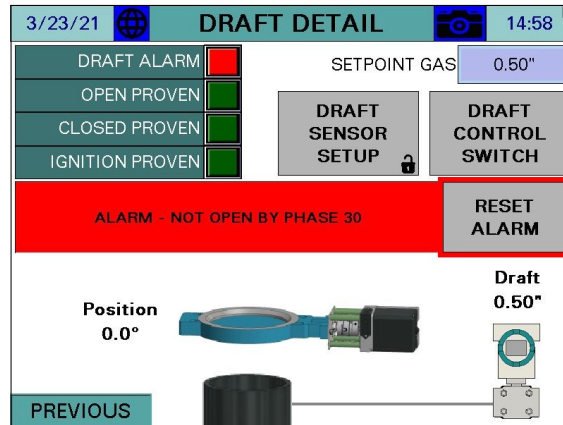 3/23/21 DRAFT DETAIL 14:58
DRAFT ALARM
OPEN PROVEN
CLOSED PROVEN
IGNITION PROVEN
SETPOINT GAS 0.50"
DRAFT
SENSOR
SETUP
DRAFT
CONTROL
SWITCH
ALARM - NOT OPEN BY PHASE 30
RESET
ALARM
Position
0.0°
Draft
0.50"
PREVIOUS